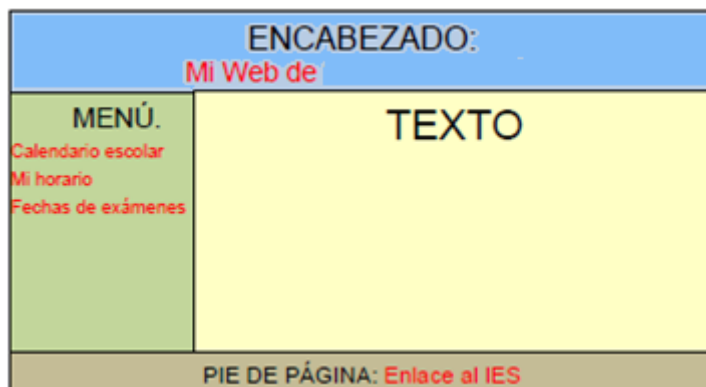 ENCABEZADO:
Mi Web de
MENÚ.
Calendario escolar
Mi horario
Fechas de exámenes
TEXTO
PIE DE PÁGINA: Enlace al IES